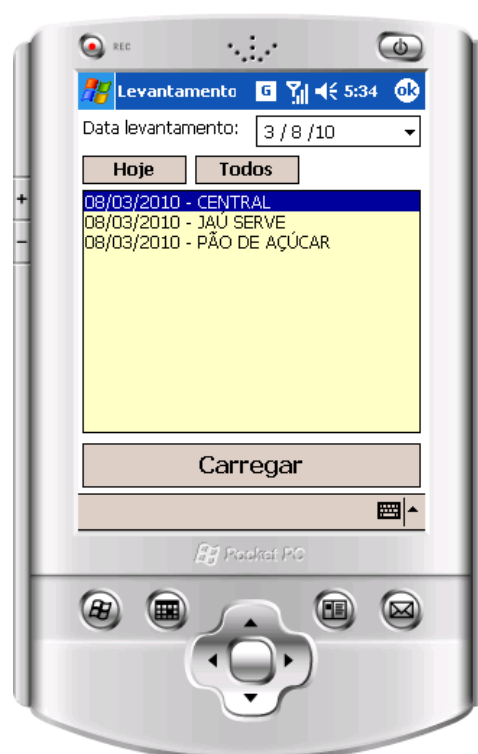 REC
Levantamento G 5:34 ok
Data levantamento: 3 / 8 /10
Hoje Todos
08/03/2010 - CENTRAL
08/03/2010 - JAÚ SERVE
08/03/2010 - PÃO DE AÇÚCAR
Carregar
Pocket PC